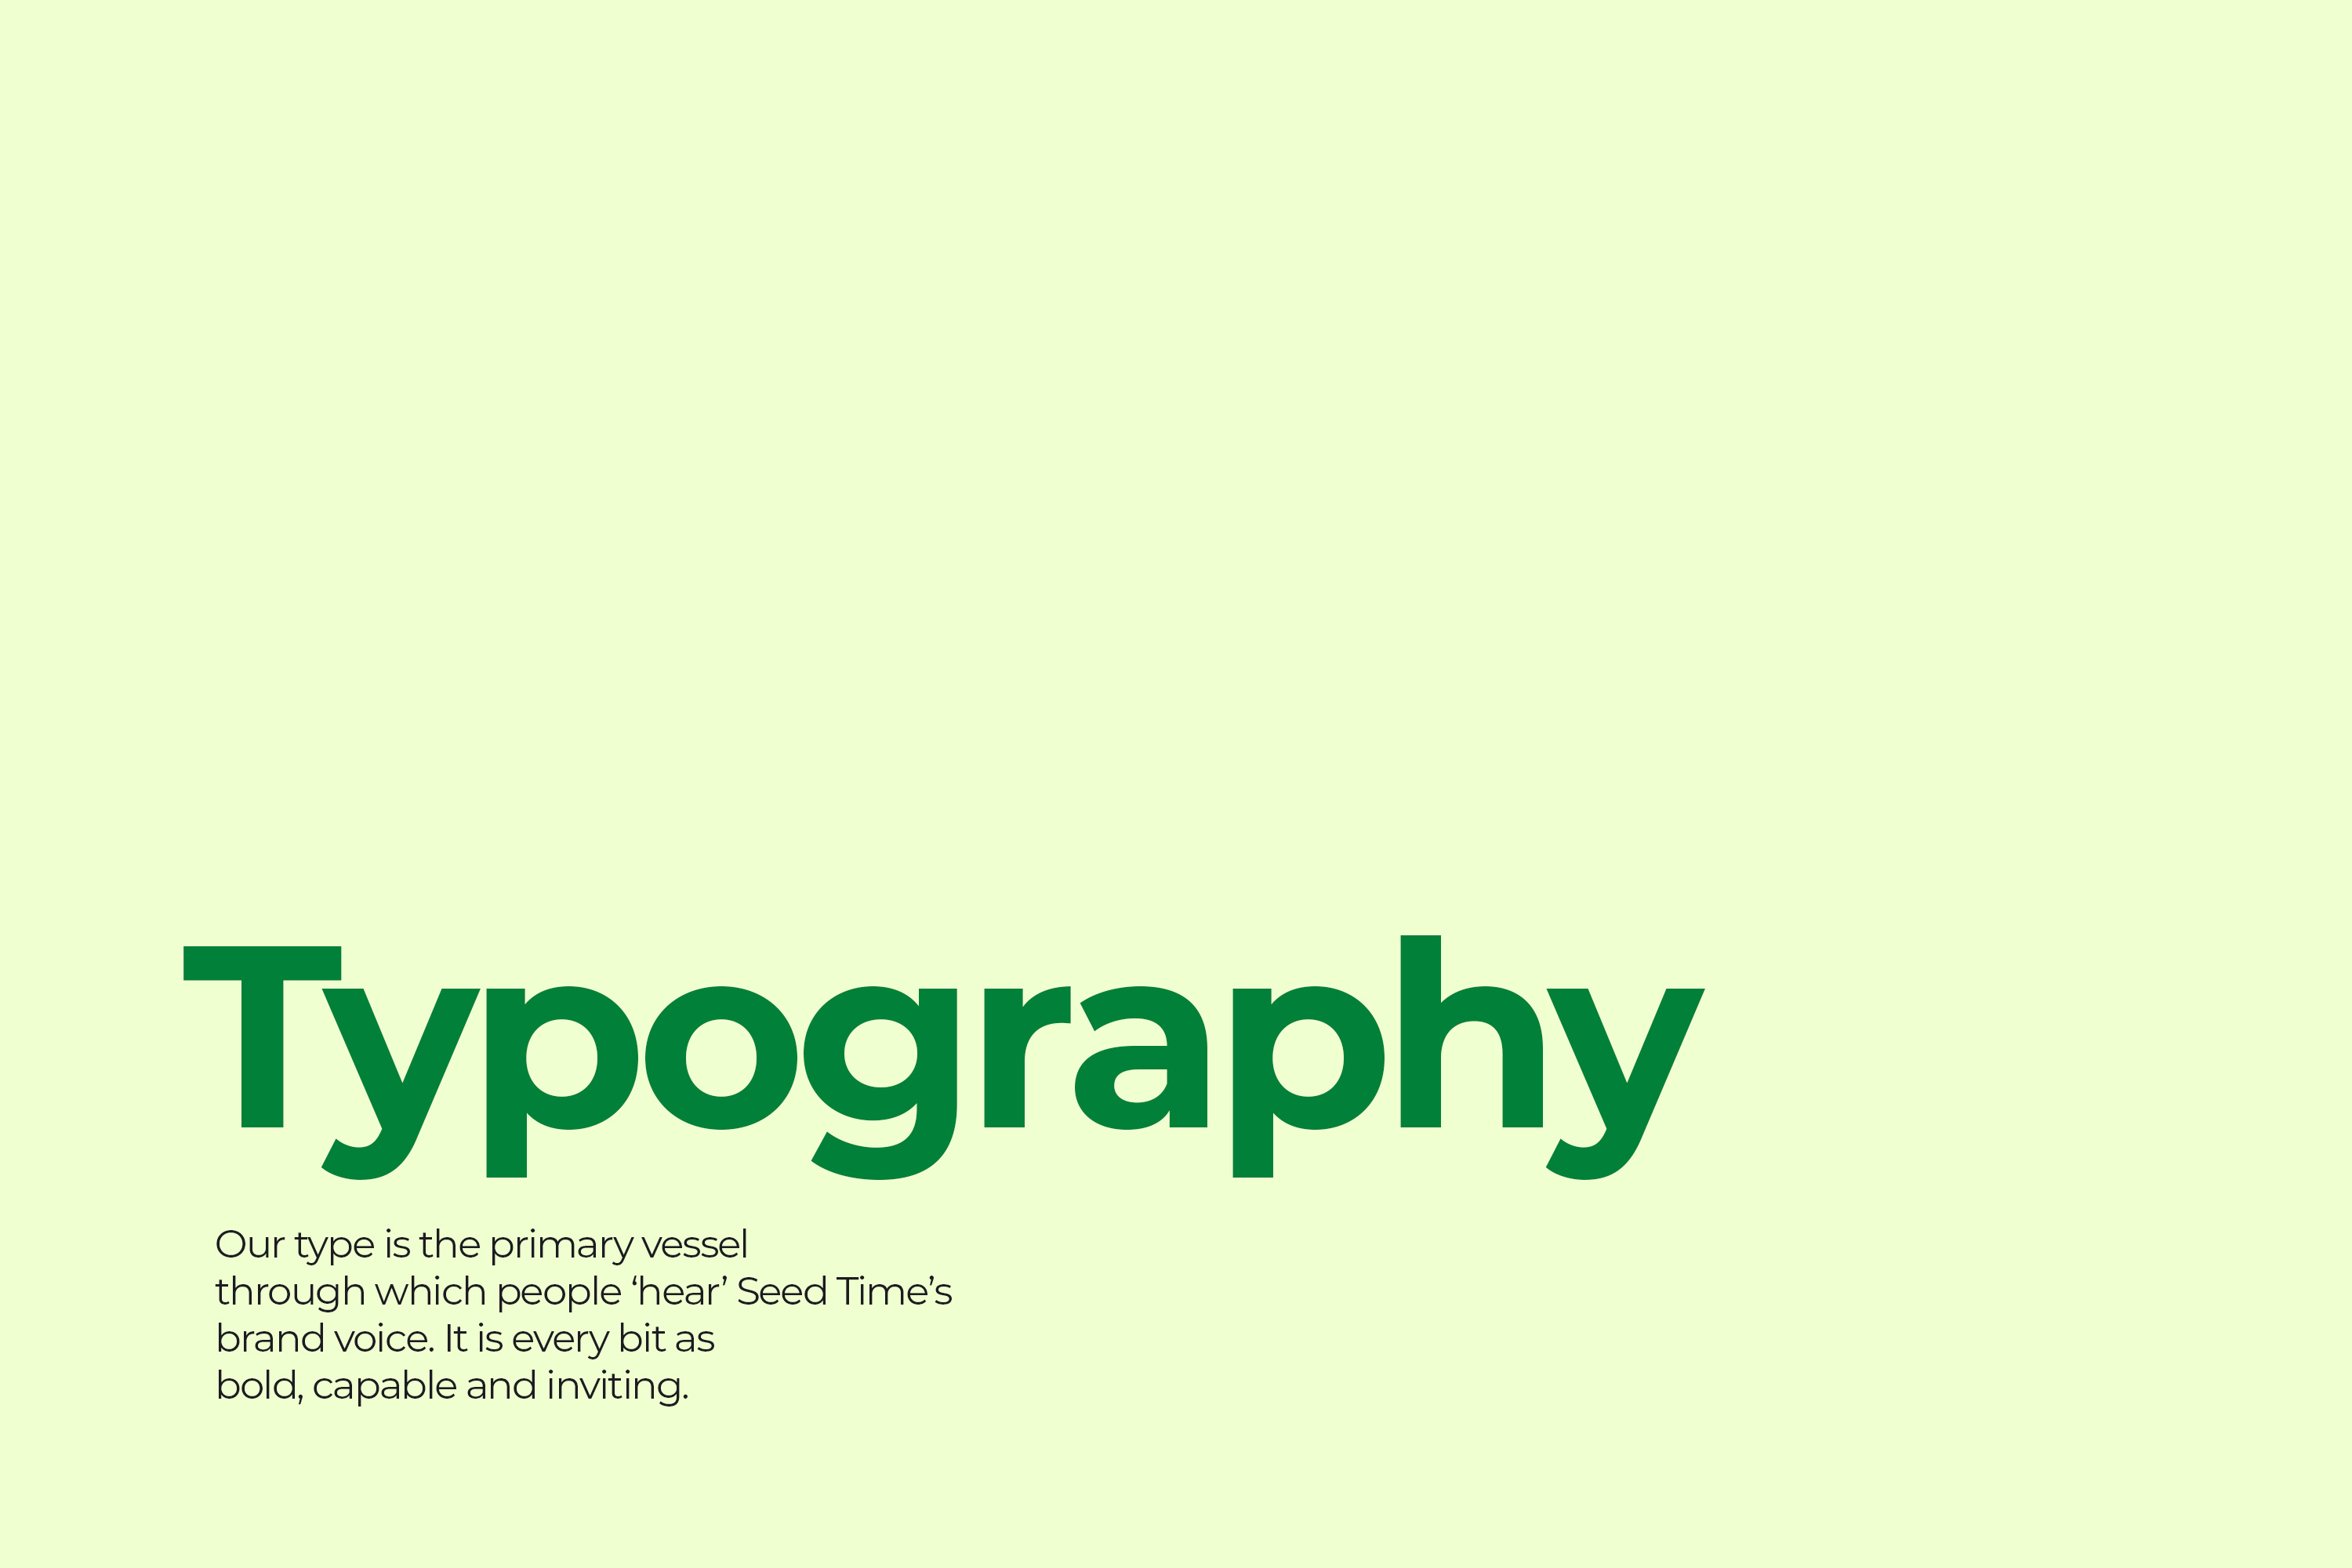 Typography
Our type is the primary vessel
through which people ‘hear’ Seed Time’s
brand voice. It is every bit as
bold, capable and inviting.